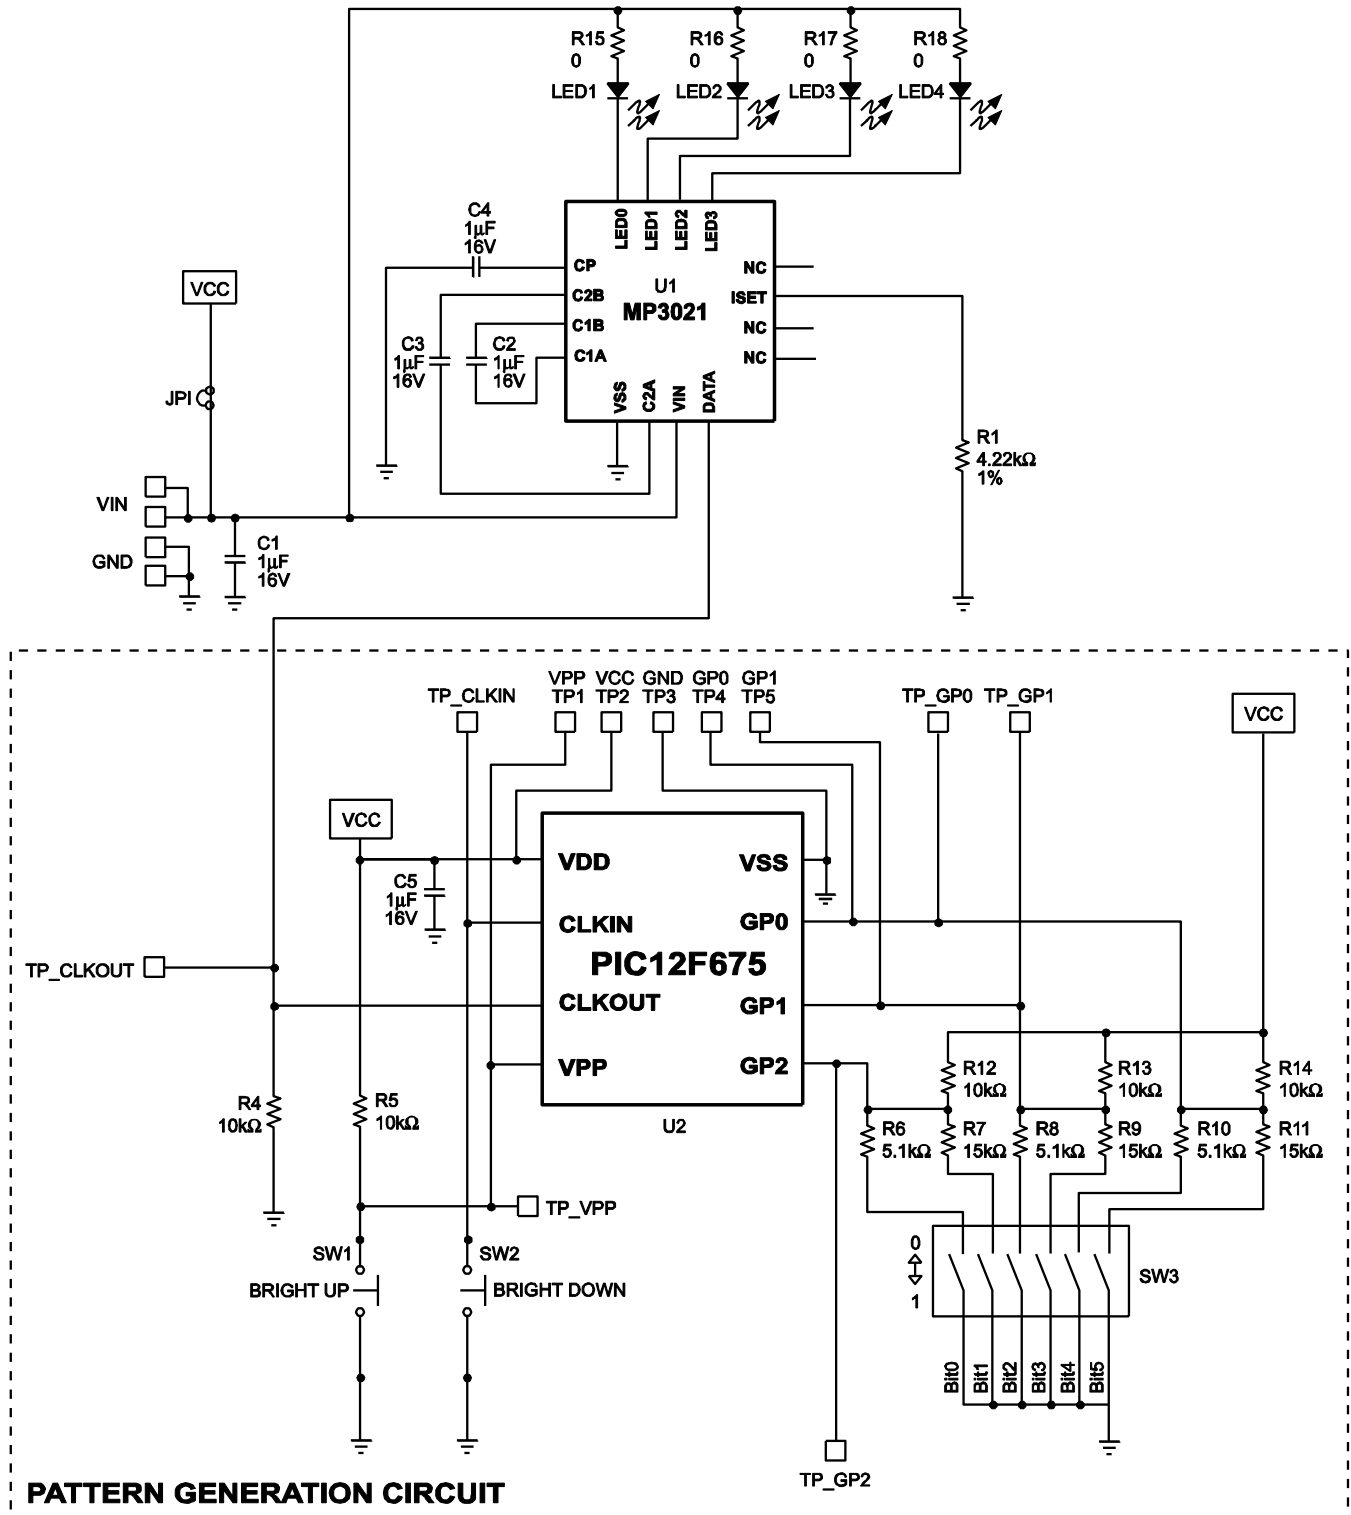 R15
0
R16
0
R17
0
R18
0
LED1
LED2
LED3
LED4
LED0
LED1
LED2
LED3
C4
1µF
16V
CP
C2B
C1B
C1A
U1
MP3021
NC
ISET
NC
NC
VSS
C2A
VIN
DATA
VCC
JPI
C3
1µF
16V
C2
1µF
16V
R1
4.22kΩ
1%
VIN
GND
C1
1µF
16V
TP_CLKIN
VPP
TP1
VCC
TP2
GND
TP3
GP0
TP4
GP1
TP5
TP_GP0
TP_GP1
VCC
VCC
C5
1µF
16V
VDD
CLKIN
PIC12F675
CLKOUT
VPP
VSS
GP0
GP1
GP2
U2
TP_CLKOUT
R4
10kΩ
R5
10kΩ
R12
10kΩ
R13
10kΩ
R14
10kΩ
R6
5.1kΩ
R7
15kΩ
R8
5.1kΩ
R9
15kΩ
R10
5.1kΩ
R11
15kΩ
TP_VPP
SW1
BRIGHT UP
SW2
BRIGHT DOWN
0
1
SW3
Bit0
Bit1
Bit2
Bit3
Bit4
Bit5
TP_GP2
PATTERN GENERATION CIRCUIT